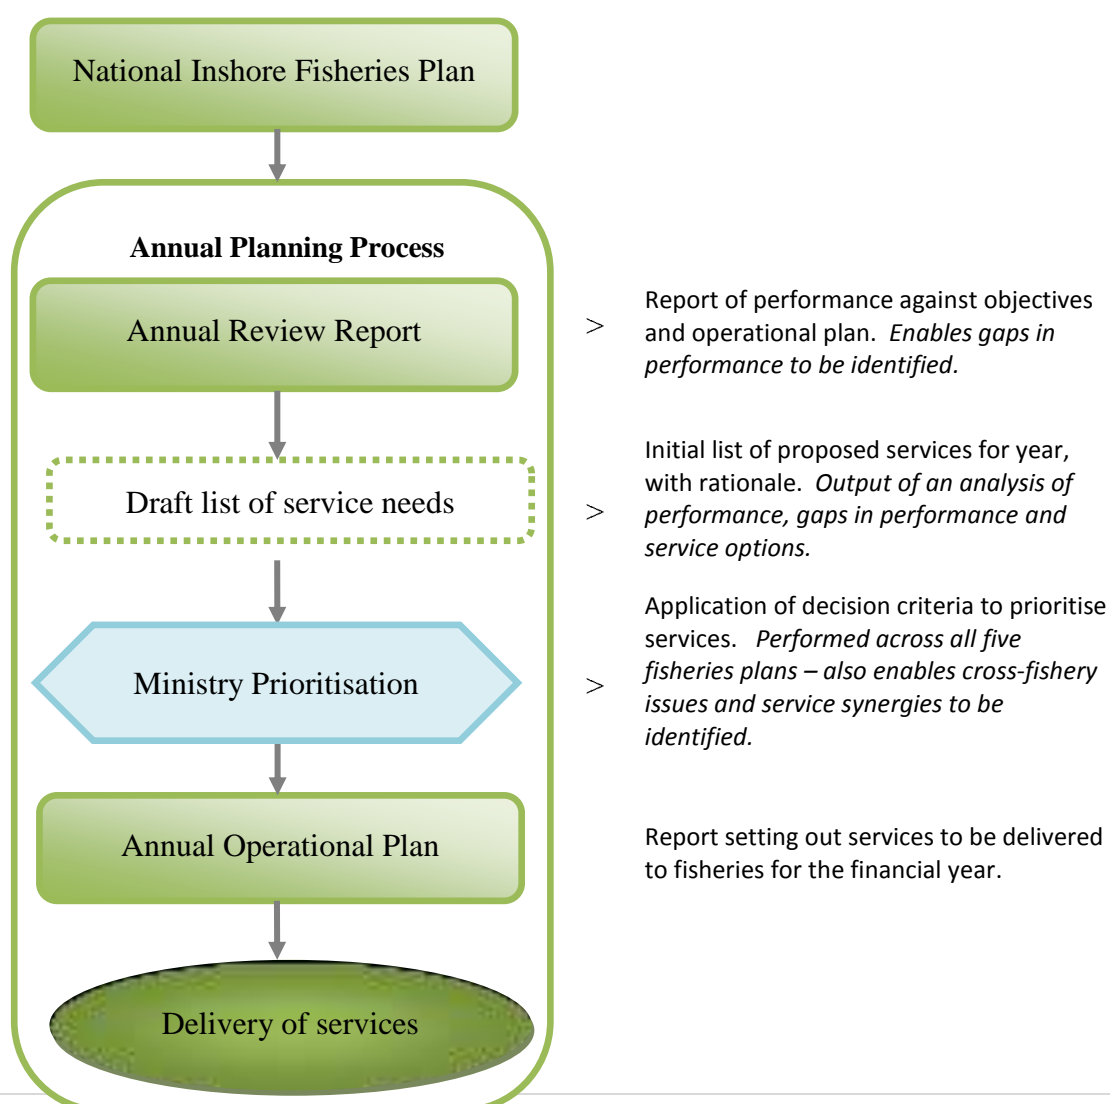 National Inshore Fisheries Plan
Annual Planning Process
Annual Review Report
>
Report of performance against objectives
and operational plan.  Enables gaps in
performance to be identified.
Draft list of service needs
>
Initial list of proposed services for year,
with rationale.  Output of an analysis of
performance, gaps in performance and
service options.
Ministry Prioritisation
>
Application of decision criteria to prioritise
services.   Performed across all five
fisheries plans – also enables cross-fishery
issues and service synergies to be
identified.
Annual Operational Plan
Report setting out services to be delivered
to fisheries for the financial year.
Delivery of services